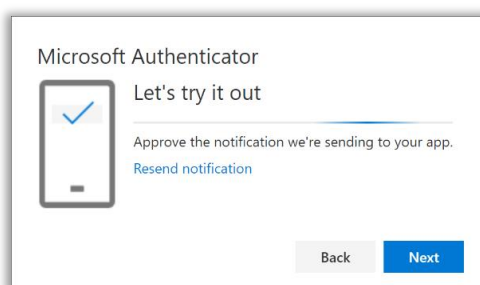 Microsoft Authenticator
Let's try it out
Approve the notification we're sending to your app.
Resend notification
Back
Next